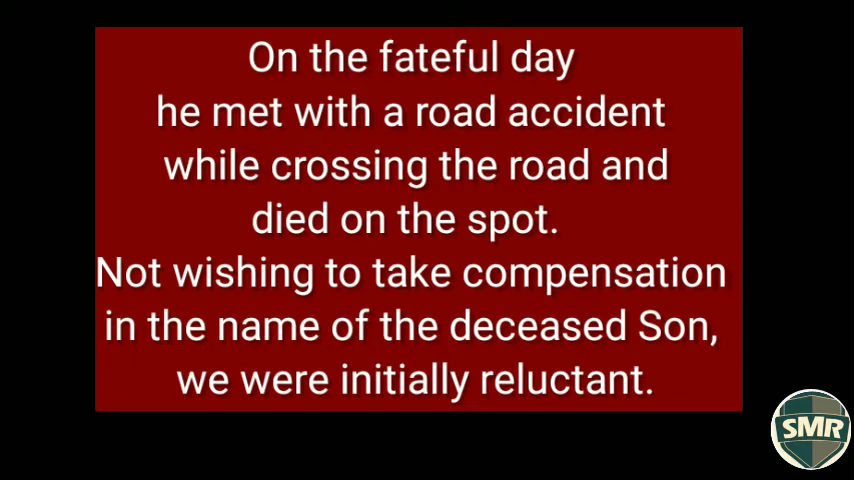 On the fateful day
he met with a road accident
while crossing the road and
died on the spot.
Not wishing to take compensation
in the name of the deceased Son,
we were initially reluctant.
SMR